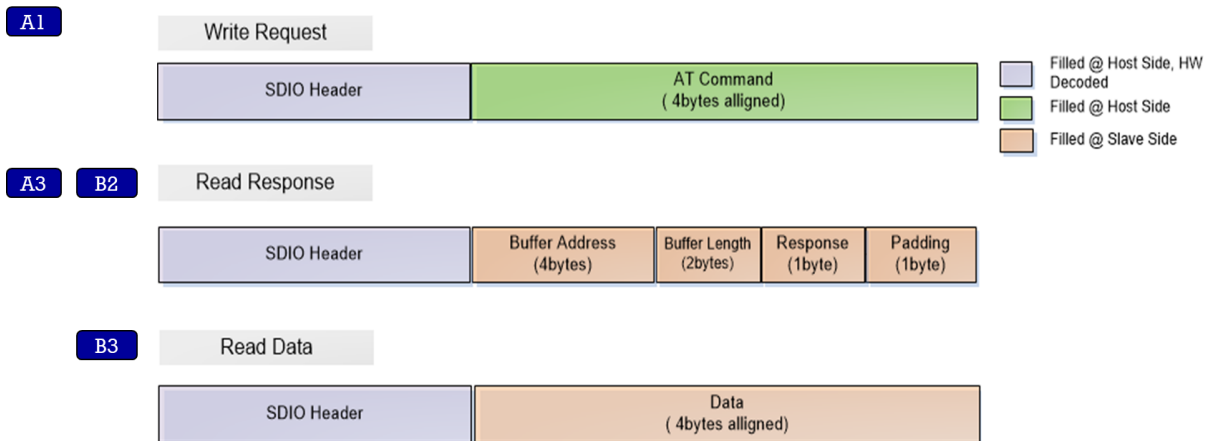 A1
Write Request
SDIO Header
AT Command
( 4bytes alligned)
Filled @ Host Side, HW
Decoded
Filled @ Host Side
Filled @ Slave Side
A3 B2
Read Response
SDIO Header
Buffer Address
(4bytes)
Buffer Length
(2bytes)
Response
(1byte)
Padding
(1byte)
B3
Read Data
SDIO Header
Data
( 4bytes alligned)